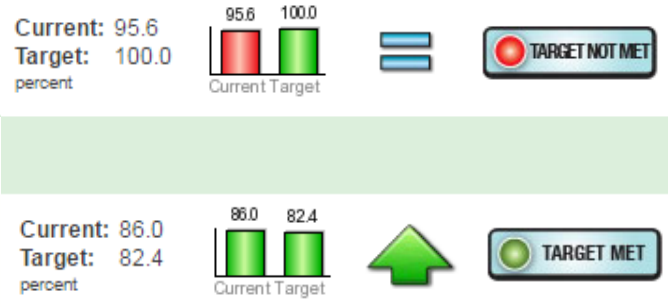 95.6 100.0
Current: 95.6
Target: 100.0
percent
Current Target
TARGET NOT MET
86.0 82.4
Current: 86.0
Target: 82.4
percent
Current Target
TARGET MET